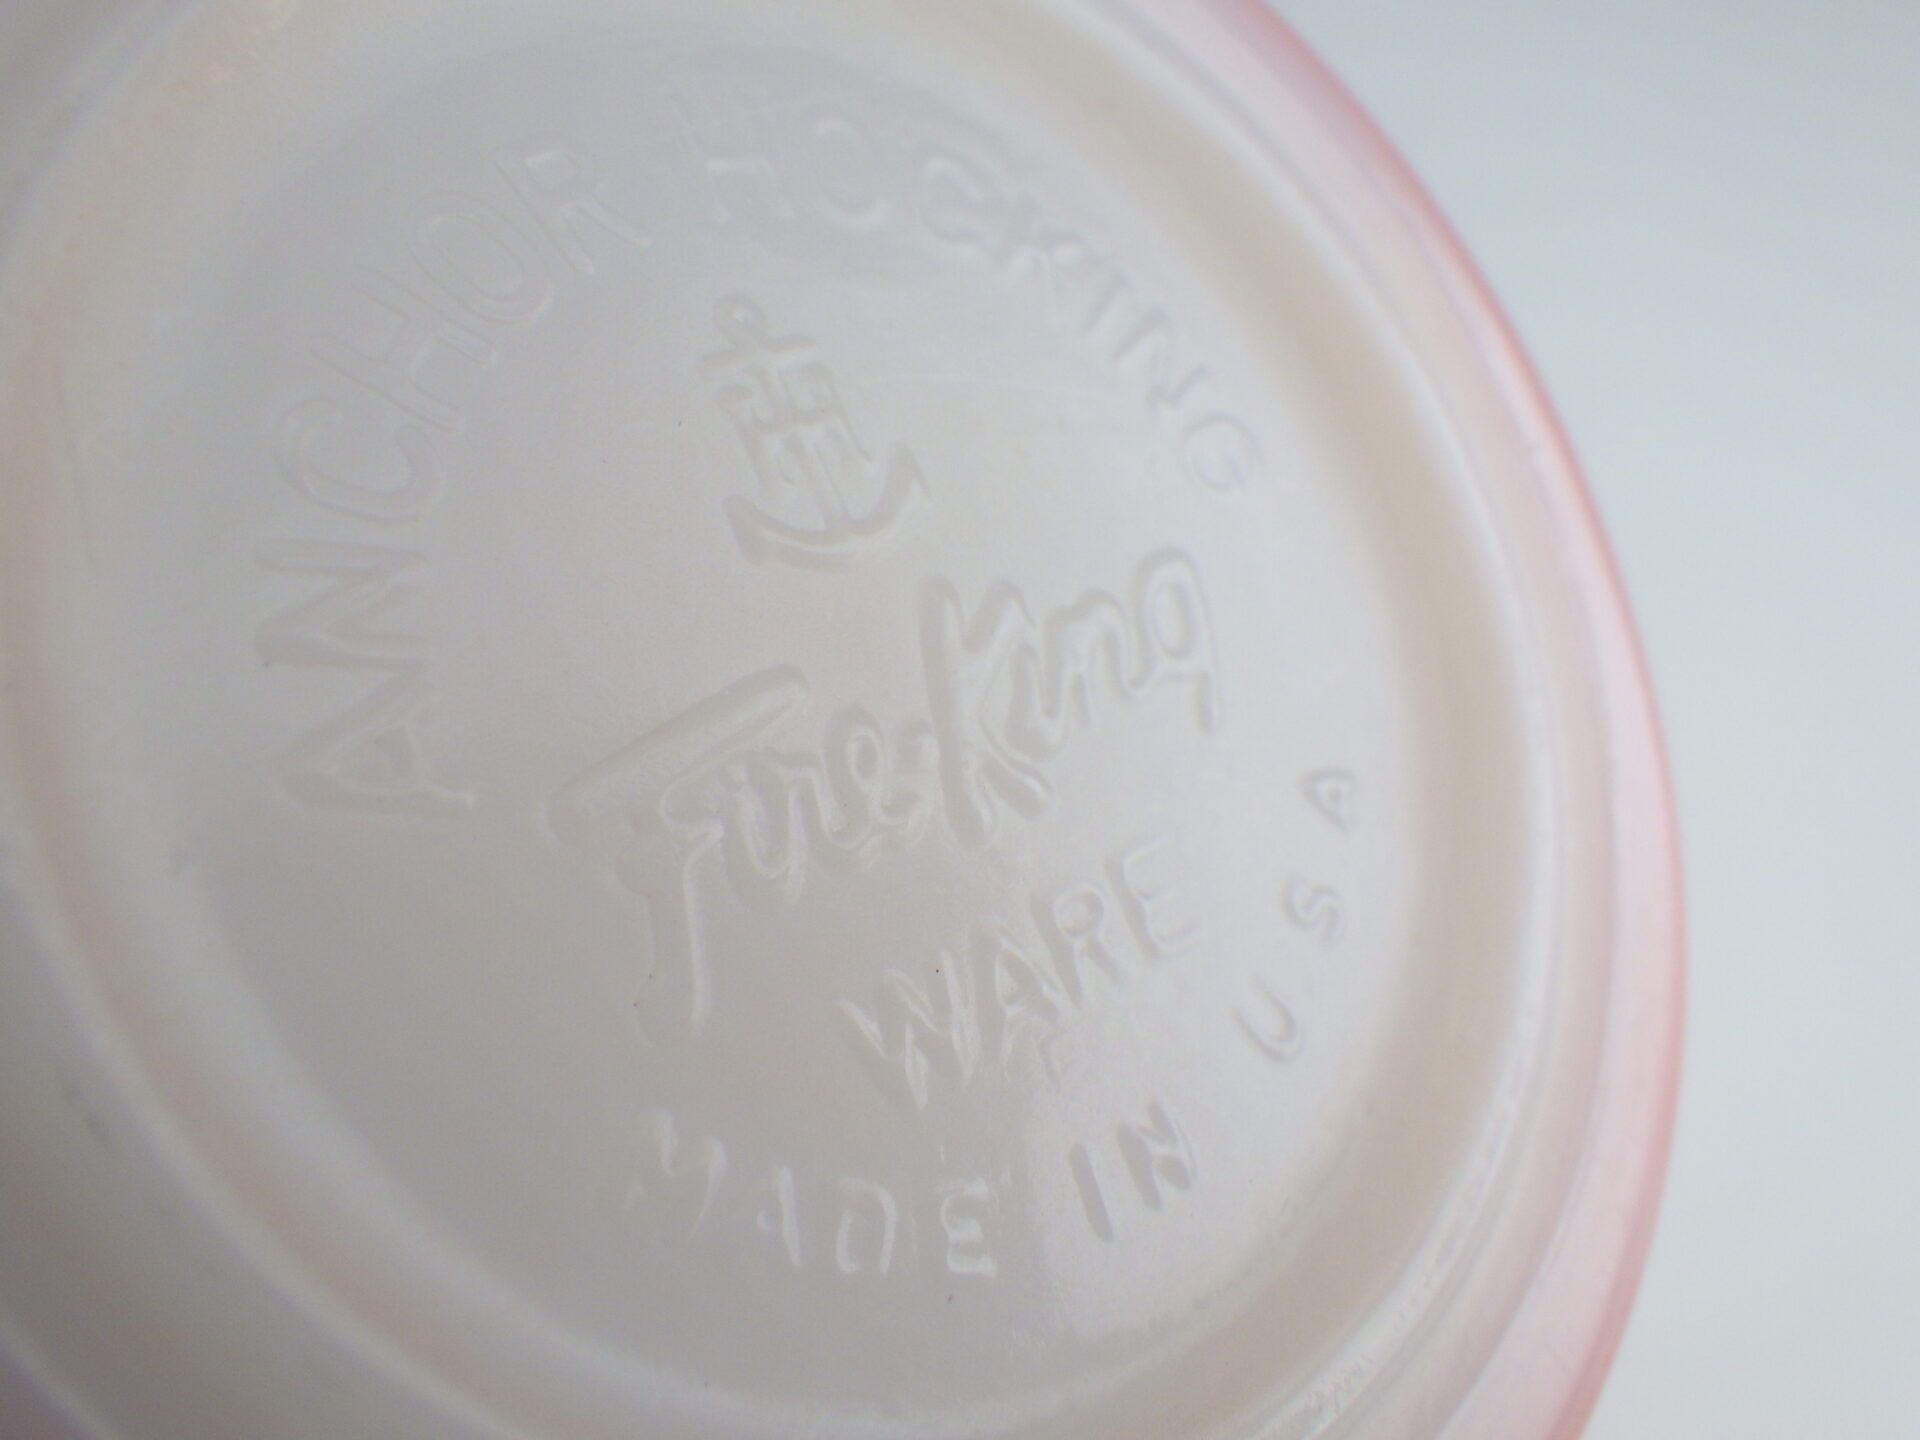 ANCHOR HOCKING
Fire-King
WARE
MADE IN U S A